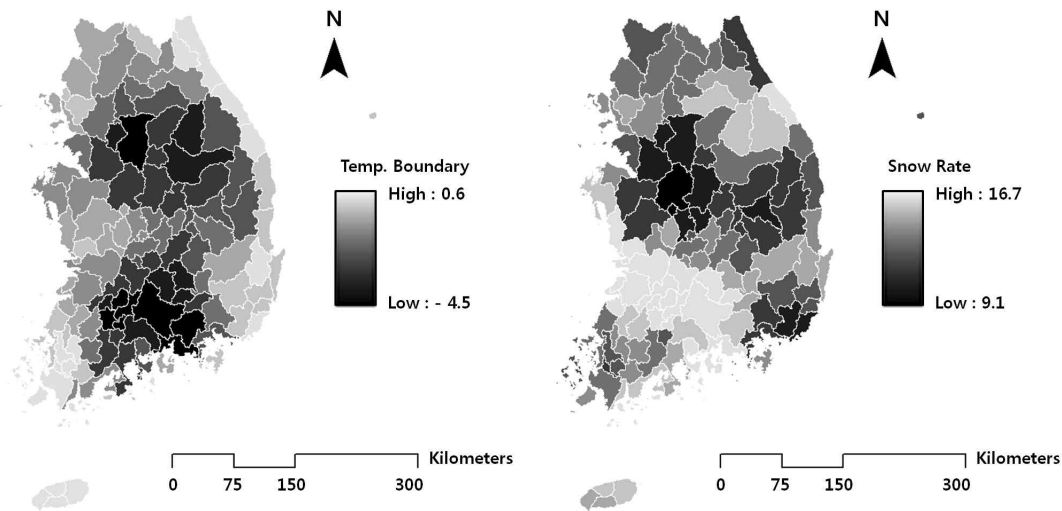 N
Temp. Boundary
High : 0.6
Low : - 4.5
Kilometers
0 75 150 300
N
Snow Rate
High : 16.7
Low : 9.1
Kilometers
0 75 150 300